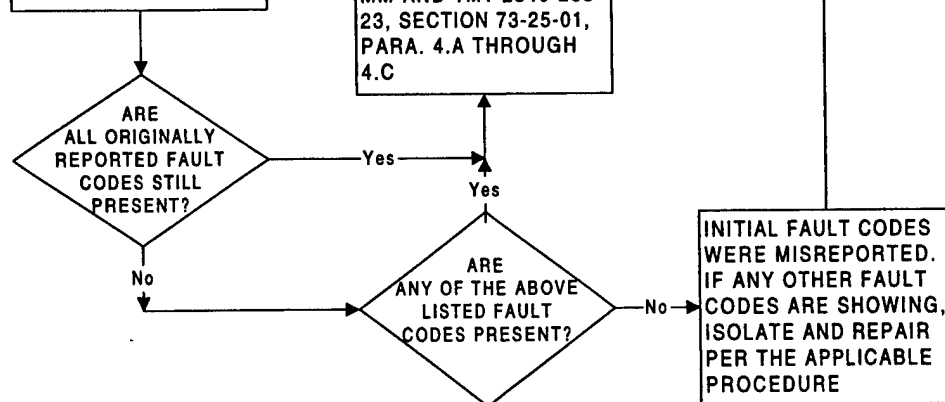 23, SECTION 73-25-01,
PARA. 4.A THROUGH
4.C
ARE
ALL ORIGINALLY
REPORTED FAULT
CODES STILL
PRESENT?
Yes
Yes
No
ARE
ANY OF THE ABOVE
LISTED FAULT
CODES PRESENT?
No
INITIAL FAULT CODES
WERE MISREPORTED.
IF ANY OTHER FAULT
CODES ARE SHOWING,
ISOLATE AND REPAIR
PER THE APPLICABLE
PROCEDURE